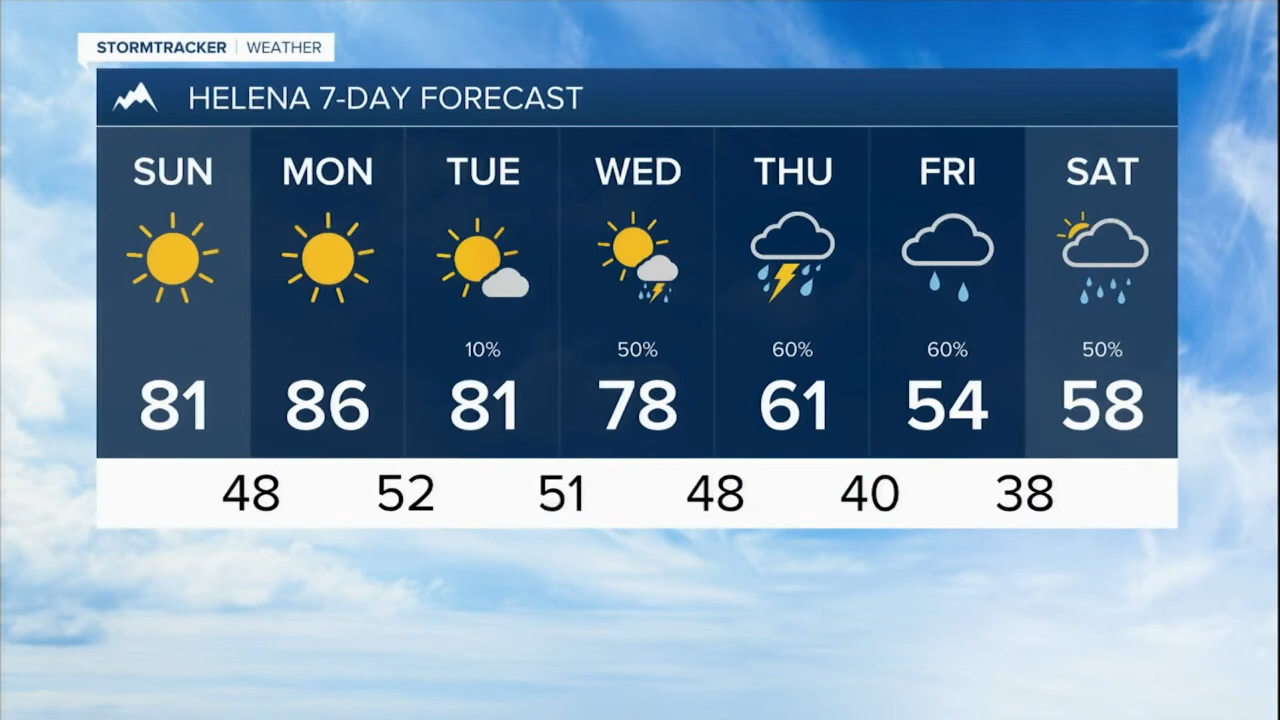 STORMTRACKER | WEATHER
HELENA 7-DAY FORECAST
SUN MON TUE WED THU FRI SAT
10% 50% 60% 60% 50%
81 86 81 78 61 54 58
48 52 51 48 40 38